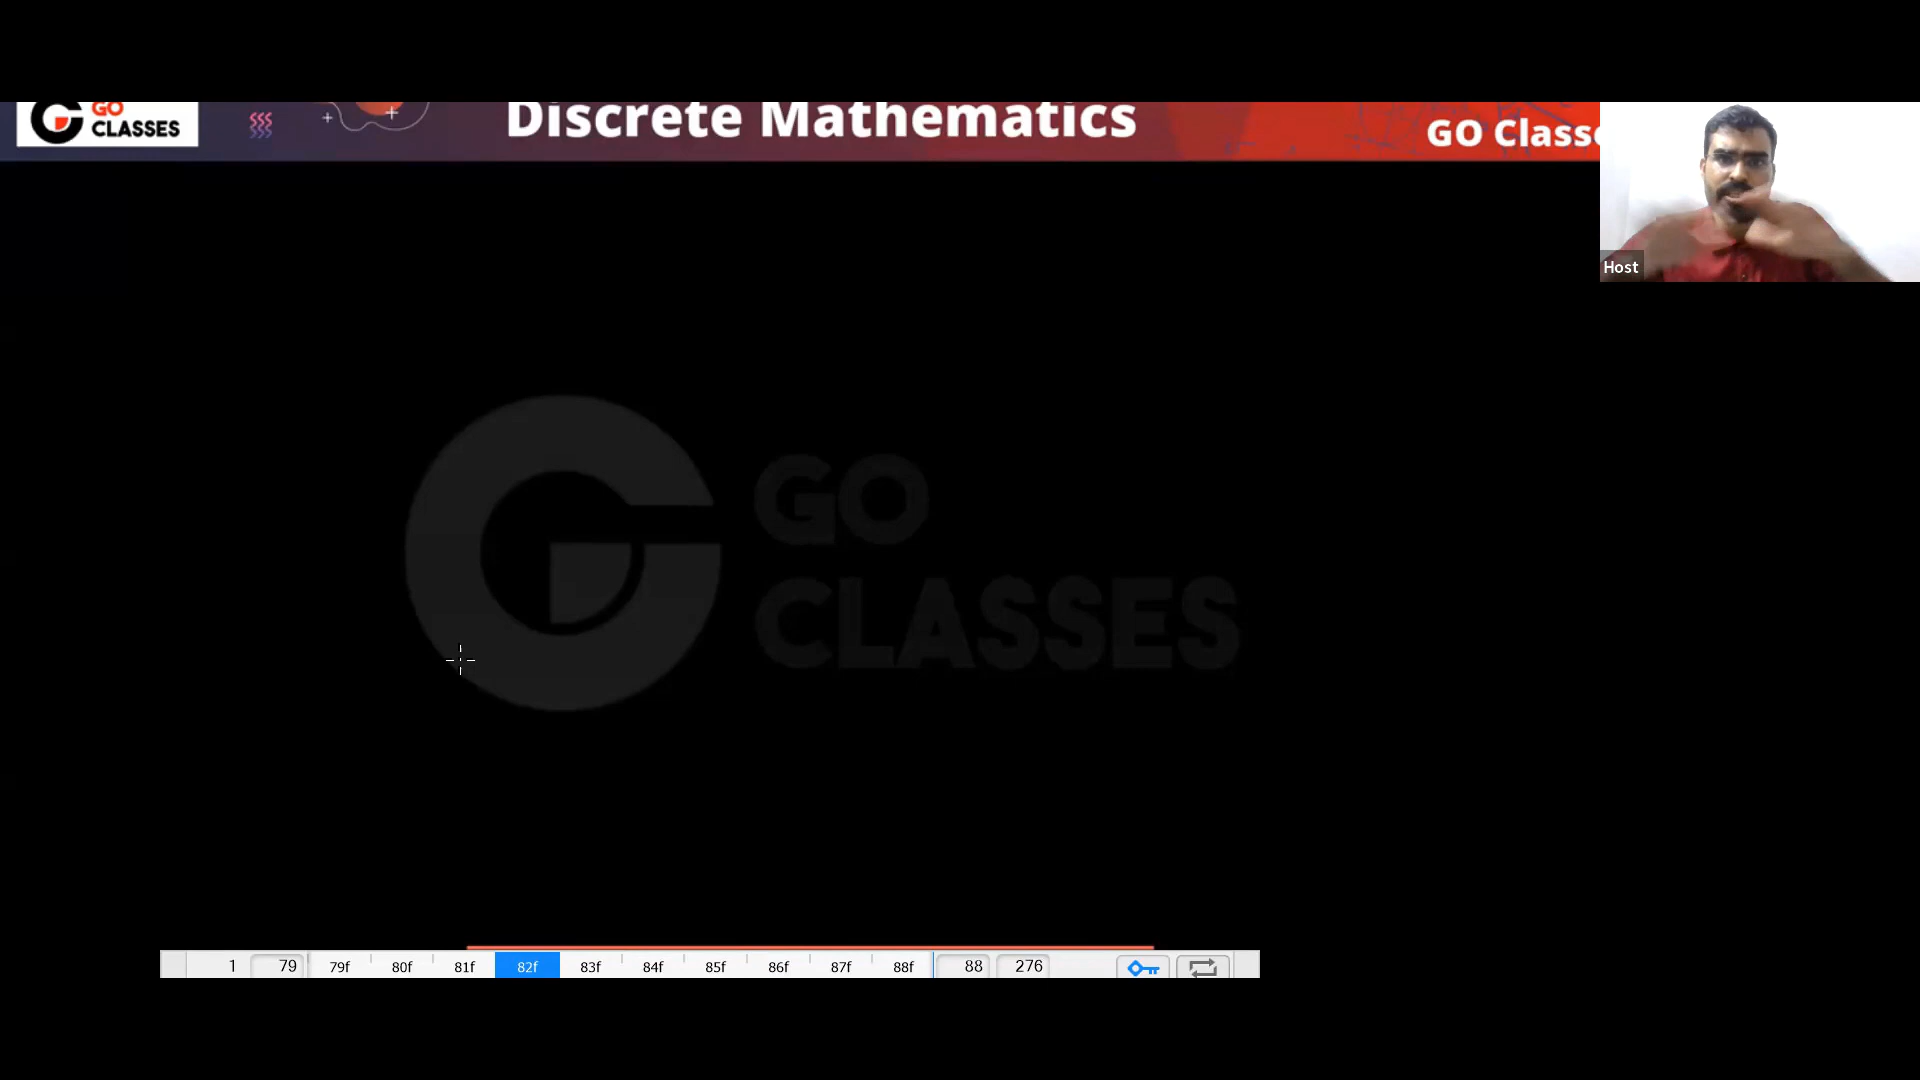 GO
CLASSES
Discrete Mathematics
GO Classe
Host
GO
CLASSES
1 79 79f 80f 81f 82f 83f 84f 85f 86f 87f 88f 88 276